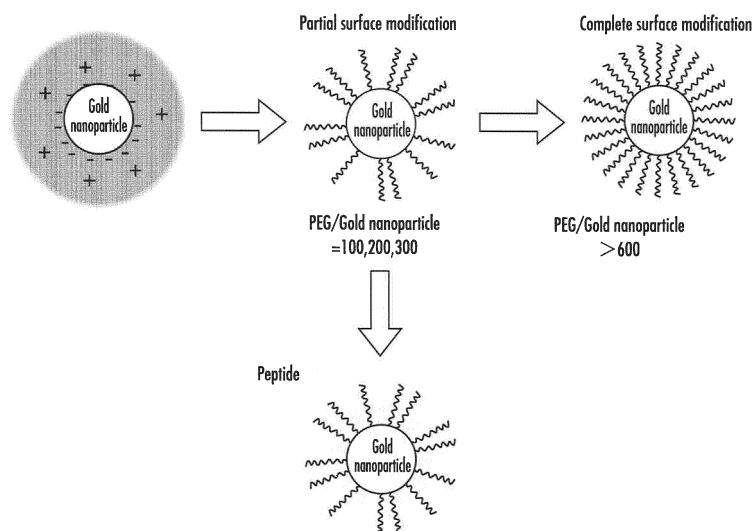 Partial surface modification
Complete surface modification
Gold
nanoparticle
Gold
nanoparticle
Gold
nanoparticle
PEG/Gold nanoparticle
=100,200,300
PEG/Gold nanoparticle
>600
Peptide
Gold
nanoparticle